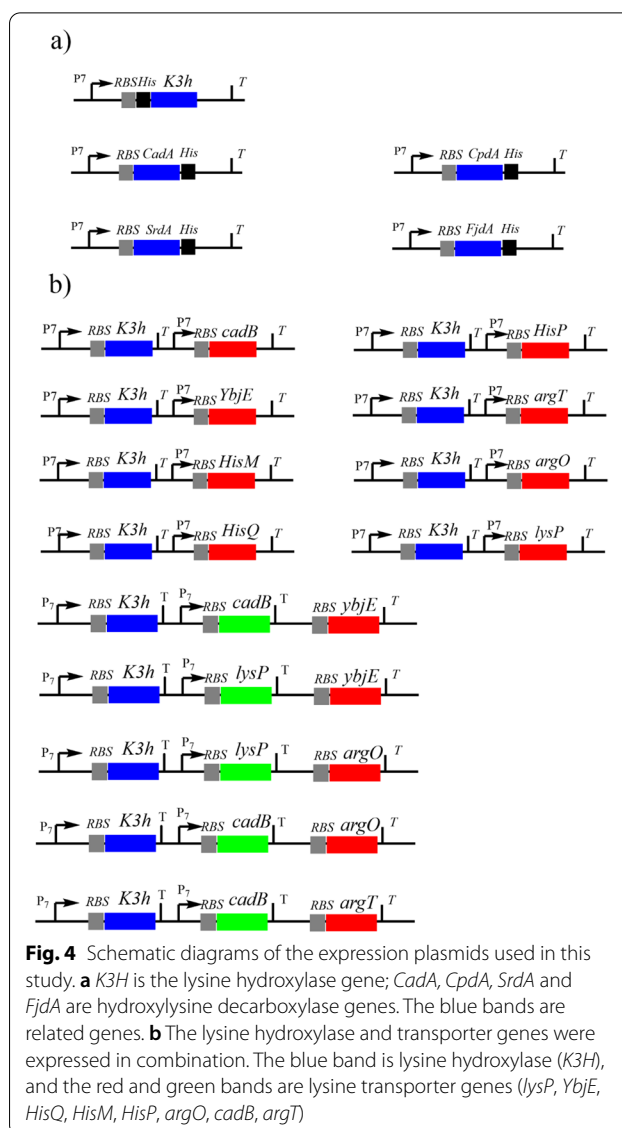 a)
P7 RBS His K3h T
P7 RBS CadA His T
P7 RBS CpdA His T
P7 RBS SrdA His T
P7 RBS FjdA His T
b)
P7 RBS K3h T P7 RBS cadB T
P7 RBS K3h T P7 RBS HisP T
P7 RBS K3h T P7 RBS YbjE T
P7 RBS K3h T P7 RBS argT T
P7 RBS K3h T P7 RBS HisM T
P7 RBS K3h T P7 RBS argO T
P7 RBS K3h T P7 RBS HisQ T
P7 RBS K3h T P7 RBS lysP T
P7 RBS K3h T P7 RBS cadB T RBS ybjE T
P7 RBS K3h T P7 RBS lysP T RBS ybjE T
P7 RBS K3h T P7 RBS lysP T RBS argO T
P7 RBS K3h T P7 RBS cadB T RBS argO T
P7 RBS K3h T P7 RBS cadB T RBS argT T
Fig. 4 Schematic diagrams of the expression plasmids used in this
study. a K3H is the lysine hydroxylase gene; CadA, CpdA, SrdA and
FjdA are hydroxylysine decarboxylase genes. The blue bands are
related genes. b The lysine hydroxylase and transporter genes were
expressed in combination. The blue band is lysine hydroxylase (K3H),
and the red and green bands are lysine transporter genes (lysP, YbjE,
HisQ, HisM, HisP, argO, cadB, argT)